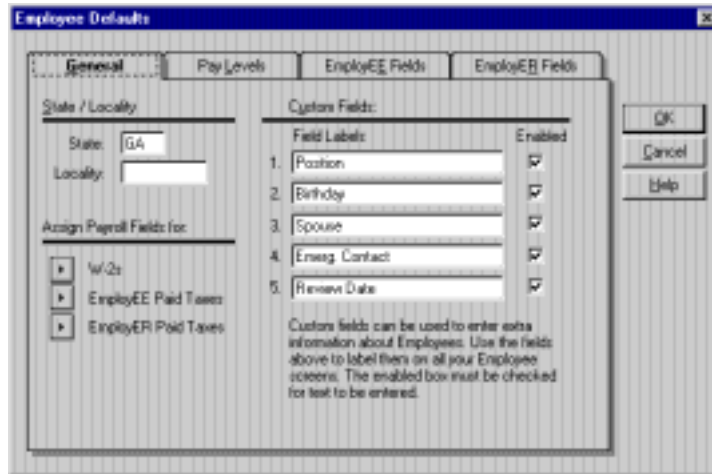 Employee Defaults
General
Pay Levels
EmployEE Fields
EmployER Fields
State / Locality
State: GA
Locality:
Assign Payroll Fields for:
W-2s
EmployEE Paid Taxes
EmployER Paid Taxes
Custom Fields:
Field Labels Enabled
1. Position
2. Birthday
3. Spouse
4. Emerg. Contact
5. Review Date
Custom fields can be used to enter extra
information about Employees. Use the fields
above to label them on all your Employee
screens. The enabled box must be checked
for text to be entered.
OK
Cancel
Help